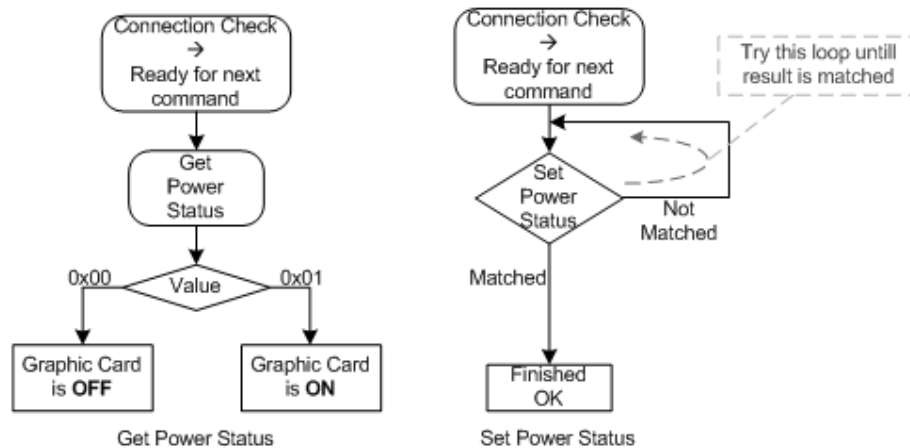 Connection Check
→
Ready for next
command
Get
Power
Status
0x00
Value
0x01
Graphic Card
is OFF
Graphic Card
is ON
Get Power Status
Connection Check
→
Ready for next
command
Try this loop untill
result is matched
Set
Power
Status
Not
Matched
Matched
Finished
OK
Set Power Status